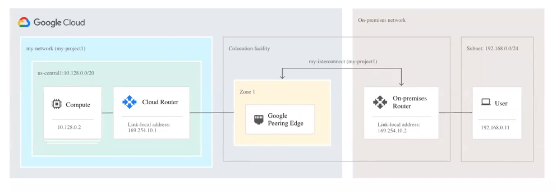 Google Cloud
On-premises network
my-network (my-project1)
Colocation facility
my-interconnect (my-project1)
Subnet: 192.168.0.0/24
us-central1:10.128.0.0/20
Zone 1
Compute
10.128.0.2
Cloud Router
Link-local address:
169.254.10.1
Google
Peering Edge
On-premises
Router
Link-local address:
169.254.10.2
User
192.168.0.11